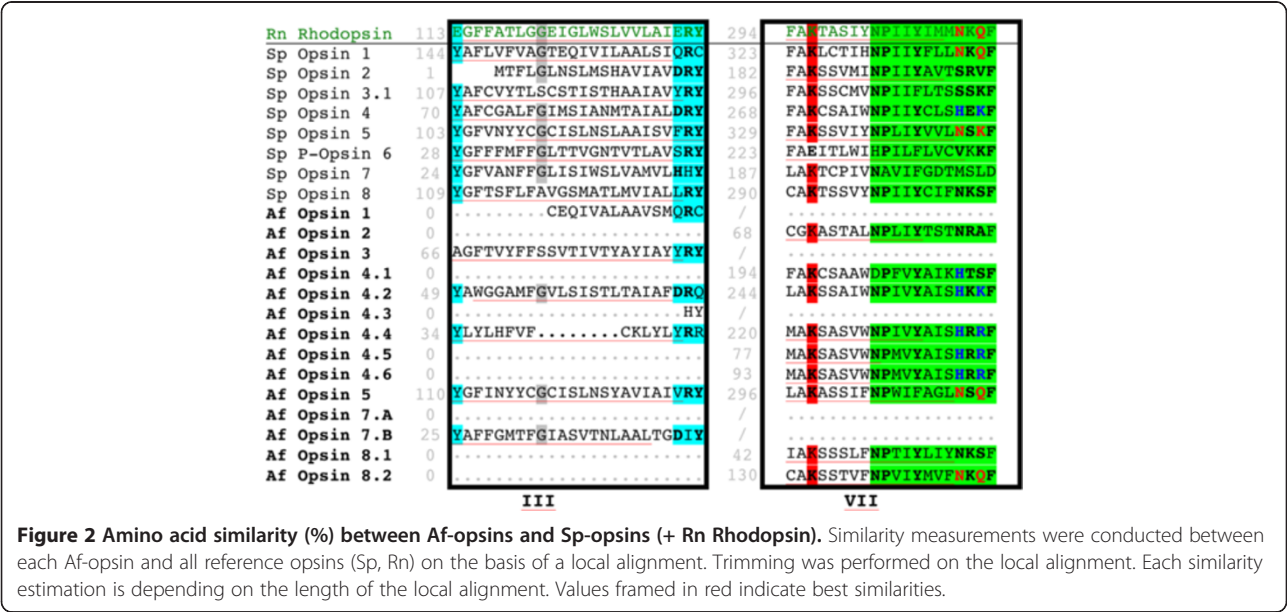 Rn Rhodopsin 113 EGFFATLGGEIGLWSLVVLAIERY 294 FAKTASIYNPIIYIMMNKQF
Sp Opsin 1 144 YAFLVFVAGTEQIVILAALSIQRC 323 FAKLCTIHNPIIYFLLNKQF
Sp Opsin 2 1 MTFLGLNSLMSHAVIAVDRY 182 FAKSSVMINPIIYAVTSRVF
Sp Opsin 3.1 107 YAFCVYTLSCSTISTHAAIAVYRY 296 FAKSSCMVNPIIFLTSSSKF
Sp Opsin 4 70 YAFCGALFGIMSIANMTAIALDRY 268 FAKCSAIWNPIIYCLSHEKF
Sp Opsin 5 103 YGFVNYYCGCISLNSLAAISVFRY 329 FAKSSVIYNPLIYVVLNSKF
Sp P-Opsin 6 28 YGFFFMFFGLTTVGNTVTLAVSRY 223 FAEITLWIHPILFLVCVKKF
Sp Opsin 7 24 YGFVANFFGLISIWSLVAMVLHHY 187 LAKTCPIVNAVIFGDTMSLD
Sp Opsin 8 109 YGFTSFLFAVGSMATLMVIALLRY 290 CAKTSSVYNPIIYCIFNKSF
Af Opsin 1 0 .........CEQIVALAAVSMQRC / ....................
Af Opsin 2 0 ........................ 68 CGKASTALNPLIYTSTNRAF
Af Opsin 3 66 AGFTVYFFSSVTIVTYAYIAYYRY / ....................
Af Opsin 4.1 0 ........................ 194 FAKCSAAWDPFVYAIKHTSF
Af Opsin 4.2 49 YAWGGAMFGVLSISTLTAIAFDRQ 244 LAKSSAIWNPIVYAISHKKF
Af Opsin 4.3 0 ......................HY / ....................
Af Opsin 4.4 34 YLYLHFVF........CKLYLYRR 220 MAKSASVWNPIVYAISHRRF
Af Opsin 4.5 0 ........................ 77 MAKSASVWNPMVYAISHRRF
Af Opsin 4.6 0 ........................ 93 MAKSASVWNPMVYAISHRRF
Af Opsin 5 110 YGFINYYCGCISLNSYAVIAIVRY 296 LAKASSIFNPWIFAGLNSQF
Af Opsin 7.A 0 ........................ / ....................
Af Opsin 7.B 25 YAFFGMTFGIASVTNLAALTGDIY / ....................
Af Opsin 8.1 0 ........................ 42 IAKSSSLFNPTIYLIYNKSF
Af Opsin 8.2 0 ........................ 130 CAKSSTVFNPVIYMVFNKQF
III VII
Figure 2 Amino acid similarity (%) between Af-opsins and Sp-opsins (+ Rn Rhodopsin). Similarity measurements were conducted between
each Af-opsin and all reference opsins (Sp, Rn) on the basis of a local alignment. Trimming was performed on the local alignment. Each similarity
estimation is depending on the length of the local alignment. Values framed in red indicate best similarities.